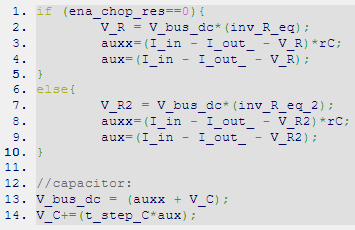 1. if (ena_chop_res==0){
2. V_R = V_bus_dc*(inv_R_eq);
3. auxx=(I_in - I_out_ - V_R)*rC;
4. aux=(I_in - I_out_ - V_R);
5. }
6. else{
7. V_R2 = V_bus_dc*(inv_R_eq_2);
8. auxx=(I_in - I_out_ - V_R2)*rC;
9. aux=(I_in - I_out_ - V_R2);
10. }
11.
12. //capacitor:
13. V_bus_dc = (auxx + V_C);
14. V_C+=(t_step_C*aux);